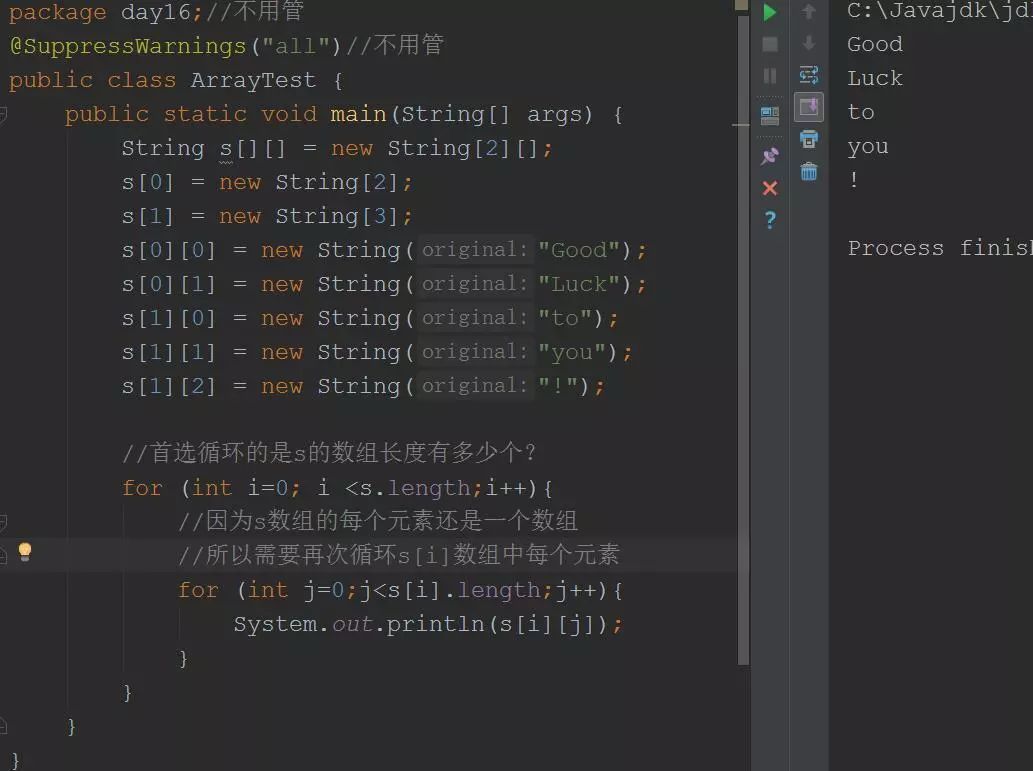 package day16;//不用管
@SuppressWarnings("all")//不用管
public class ArrayTest {
public static void main(String[] args) {
String s[][] = new String[2][];
s[0] = new String[2];
s[1] = new String[3];
s[0][0] = new String( original: "Good");
s[0][1] = new String( original: "Luck");
s[1][0] = new String( original: "to");
s[1][1] = new String( original: "you");
s[1][2] = new String( original: "!");
//首选循环的是s的数组长度有多少个？
for (int i=0; i <s.length;i++){
//因为s数组的每个元素还是一个数组
//所以需要再次循环s[i]数组中每个元素
for (int j=0;j<s[i].length;j++){
System.out.println(s[i][j]);
}
}
}
}
C:\Javajdk\jd
Good
Luck
to
you
!
Process finish